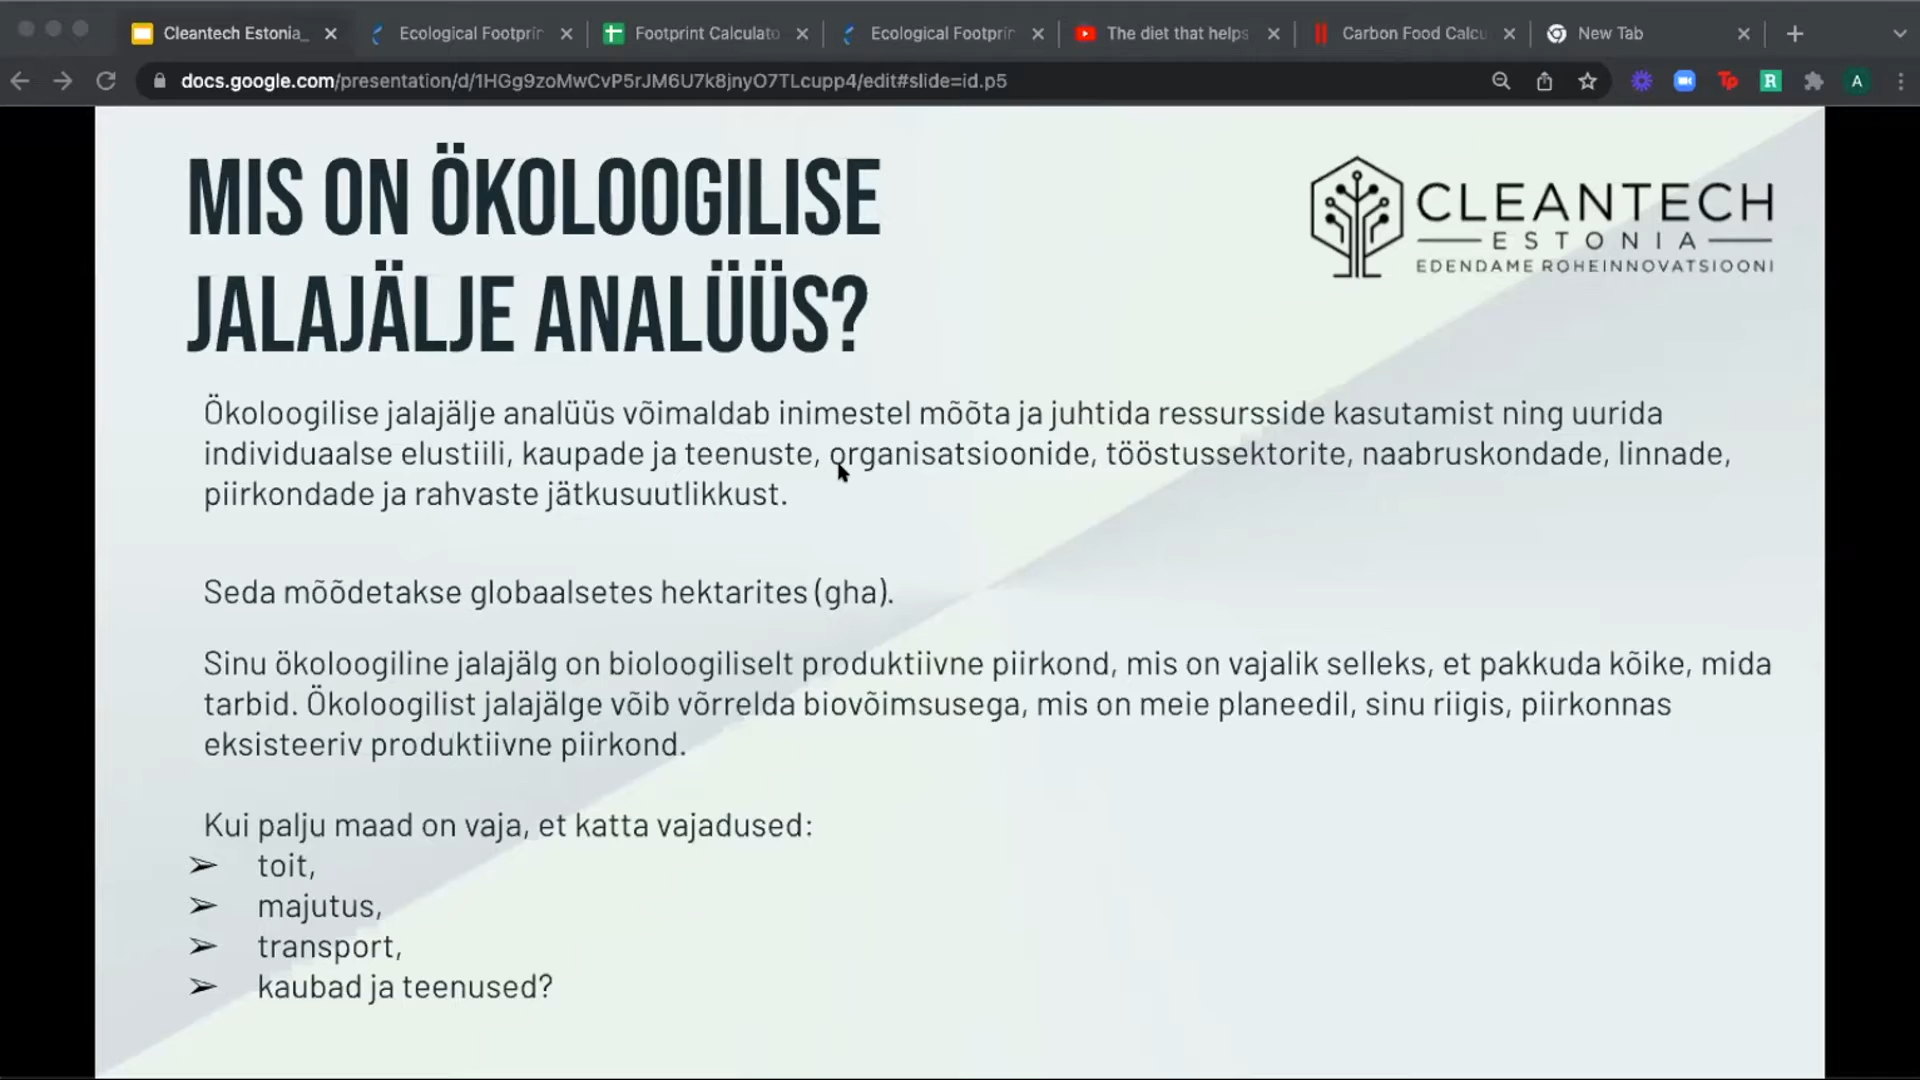 Cleantech Estonia_
Ecological Footprin
Footprint Calculato
Ecological Footprin
The diet that helps
Carbon Food Calcu
New Tab
docs.google.com/presentation/d/1HGg9zoMwCvP5rJM6U7k8jnyO7TLcupp4/edit#slide=id.p5
Tp
R
A
MIS ON ÖKOLOOGILISE
JALAJÄLJE ANALÜÜS?
CLEANTECH
ESTONIA
EDENDAME ROHEINNOVATSIOONI
Ökoloogilise jalajälje analüüs võimaldab inimestel mõõta ja juhtida ressursside kasutamist ning uurida
individuaalse elustiili, kaupade ja teenuste, organisatsioonide, tööstussektorite, naabruskondade, linnade,
piirkondade ja rahvaste jätkusuutlikkust.
Seda mõõdetakse globaalsetes hektarites (gha).
Sinu ökoloogiline jalajälg on bioloogiliselt produktiivne piirkond, mis on vajalik selleks, et pakkuda kõike, mida
tarbid. Ökoloogilist jalajälge võib võrrelda biovõimsusega, mis on meie planeedil, sinu riigis, piirkonnas
eksisteeriv produktiivne piirkond.
Kui palju maad on vaja, et katta vajadused:
➢ toit,
➢ majutus,
➢ transport,
➢ kaubad ja teenused?